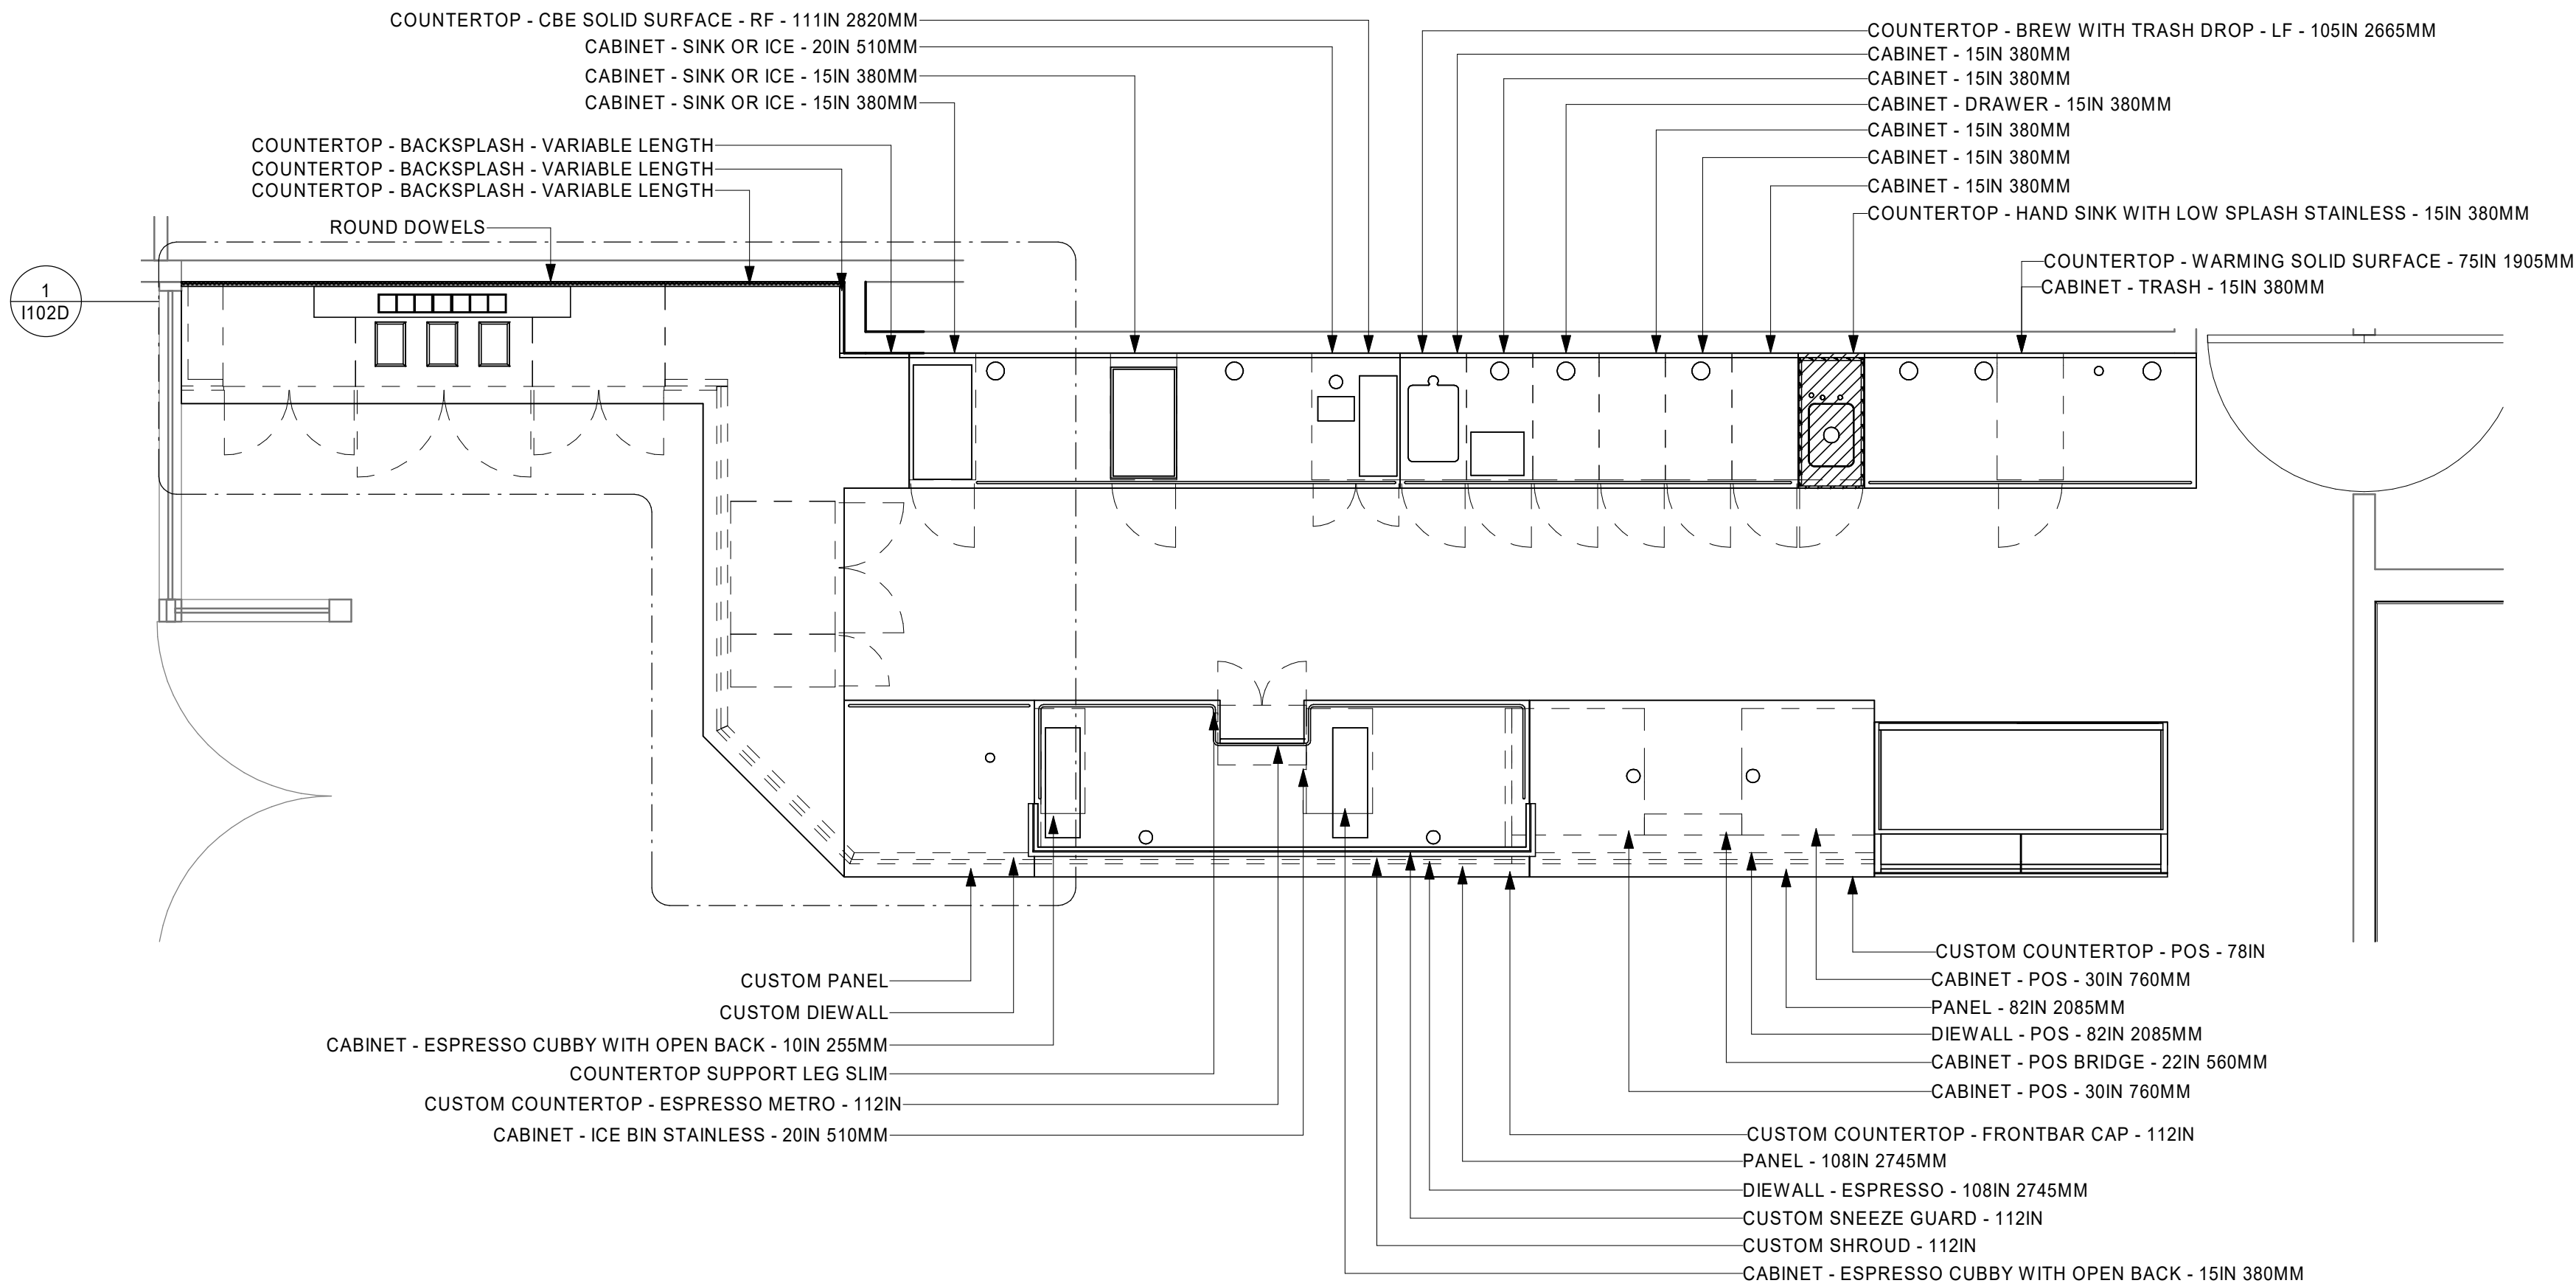 COUNTERTOP - CBE SOLID SURFACE - RF - 111IN 2820MM
CABINET - SINK OR ICE - 20IN 510MM
CABINET - SINK OR ICE - 15IN 380MM
CABINET - SINK OR ICE - 15IN 380MM
COUNTERTOP - BACKSPLASH - VARIABLE LENGTH
COUNTERTOP - BACKSPLASH - VARIABLE LENGTH
COUNTERTOP - BACKSPLASH - VARIABLE LENGTH
ROUND DOWELS
1
I102D
COUNTERTOP - BREW WITH TRASH DROP - LF - 105IN 2665MM
CABINET - 15IN 380MM
CABINET - 15IN 380MM
CABINET - DRAWER - 15IN 380MM
CABINET - 15IN 380MM
CABINET - 15IN 380MM
CABINET - 15IN 380MM
COUNTERTOP - HAND SINK WITH LOW SPLASH STAINLESS - 15IN 380MM
COUNTERTOP - WARMING SOLID SURFACE - 75IN 1905MM
CABINET - TRASH - 15IN 380MM
CUSTOM PANEL
CUSTOM DIEWALL
CABINET - ESPRESSO CUBBY WITH OPEN BACK - 10IN 255MM
COUNTERTOP SUPPORT LEG SLIM
CUSTOM COUNTERTOP - ESPRESSO METRO - 112IN
CABINET - ICE BIN STAINLESS - 20IN 510MM
CUSTOM COUNTERTOP - POS - 78IN
CABINET - POS - 30IN 760MM
PANEL - 82IN 2085MM
DIEWALL - POS - 82IN 2085MM
CABINET - POS BRIDGE - 22IN 560MM
CABINET - POS - 30IN 760MM
CUSTOM COUNTERTOP - FRONTBAR CAP - 112IN
PANEL - 108IN 2745MM
DIEWALL - ESPRESSO - 108IN 2745MM
CUSTOM SNEEZE GUARD - 112IN
CUSTOM SHROUD - 112IN
CABINET - ESPRESSO CUBBY WITH OPEN BACK - 15IN 380MM